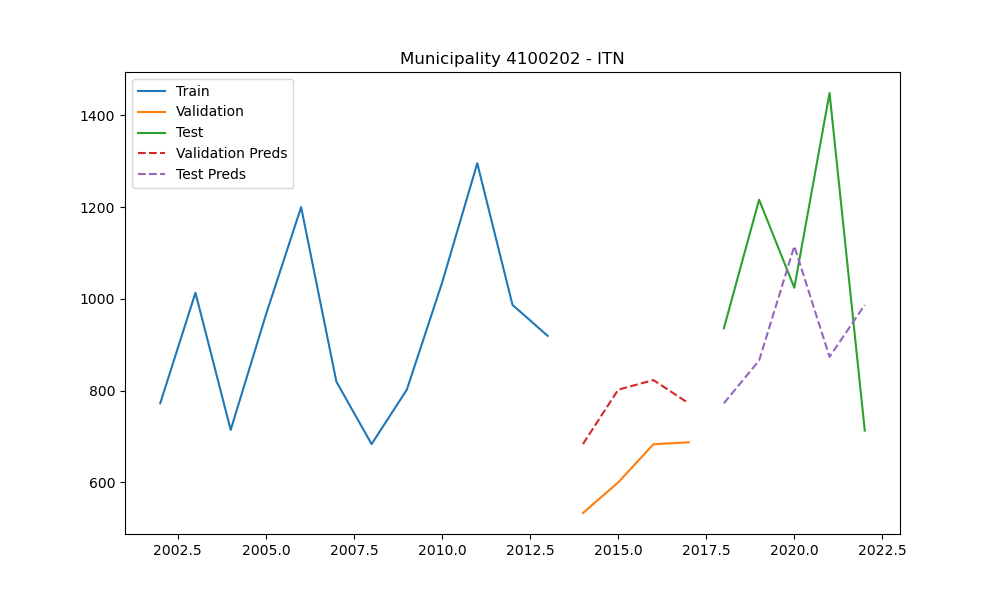 Municipality 4100202 - ITN
Train
Validation
Test
Validation Preds
Test Preds
1400
1200
1000
800
600
2002.5 2005.0 2007.5 2010.0 2012.5 2015.0 2017.5 2020.0 2022.5